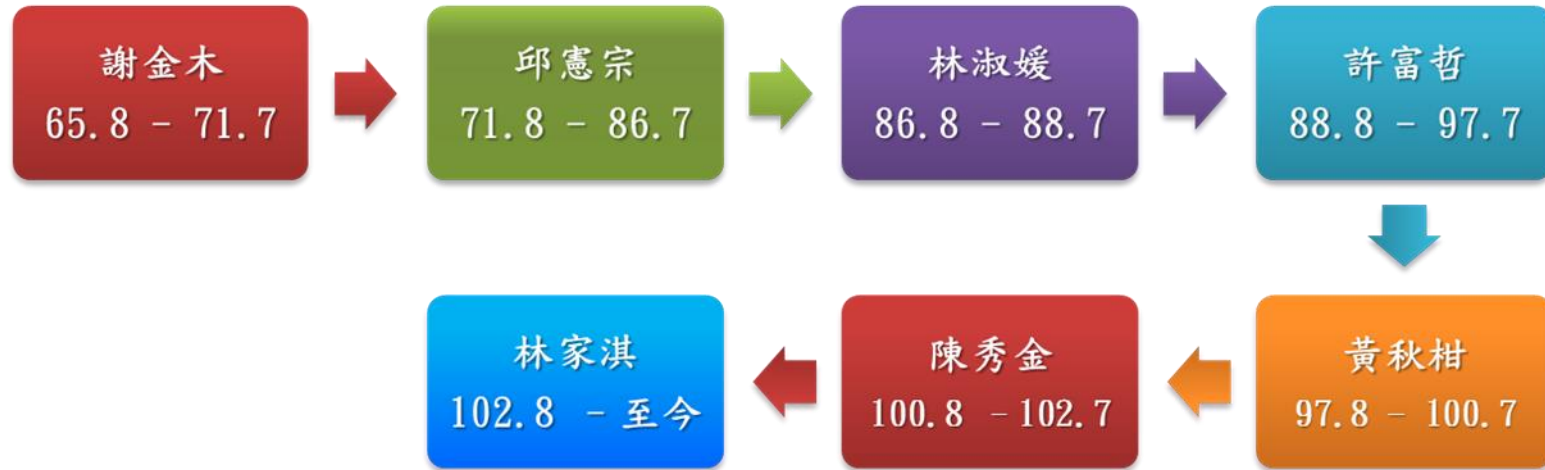 謝金木
65.8 - 71.7
邱憲宗
71.8 - 86.7
林淑媛
86.8 - 88.7
許富哲
88.8 - 97.7
黃秋柑
97.8 - 100.7
陳秀金
100.8 -102.7
林家淇
102.8 -至今